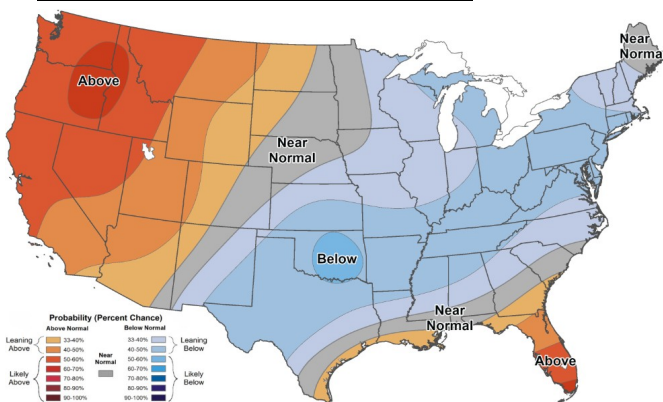 Above
Near
Norma
Near
Normal
Below
Near
Normal
Above
Probability (Percent Chance)
Above Normal
Below Normal
Leaning
Above
33-40%
40-50%
Near
Normal
33-40%
40-50%
Leaning
Below
Likely
Above
50-60%
60-70%
70-80%
80-90%
90-100%
50-60%
60-70%
70-80%
80-90%
90-100%
Likely
Below